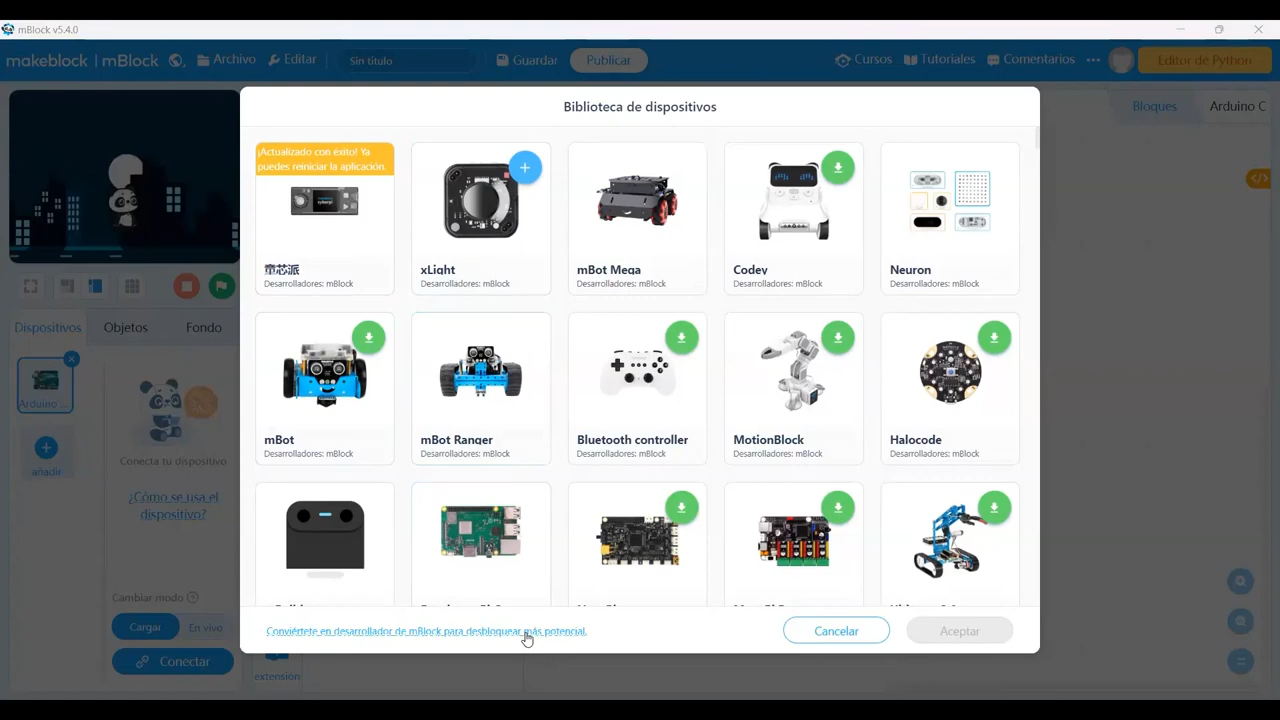 mBlock v5.4.0
makeblock | mBlock
Archivo
Editar
Sin título
Guardar
Publicar
Cursos
Tutoriales
Comentarios
Editor de Python
Biblioteca de dispositivos
Bloques
Arduino C
¡Actualizado con éxito! Ya
puedes reiniciar la aplicación.
童芯派
Desarrolladores: mBlock
xLight
Desarrolladores: mBlock
mBot Mega
Desarrolladores: mBlock
Codey
Desarrolladores: mBlock
Neuron
Desarrolladores: mBlock
Dispositivos
Objetos
Fondo
Arduino ...
añadir
Conecta tu dispositivo
¿Cómo se usa el
dispositivo?
mBot
Desarrolladores: mBlock
mBot Ranger
Desarrolladores: mBlock
Bluetooth controller
Desarrolladores: mBlock
MotionBlock
Desarrolladores: mBlock
Halocode
Desarrolladores: mBlock
Cambiar modo
Cargar
En vivo
Conectar
Conviértete en desarrollador de mBlock para desbloquear más potencial.
Cancelar
Aceptar
extensión